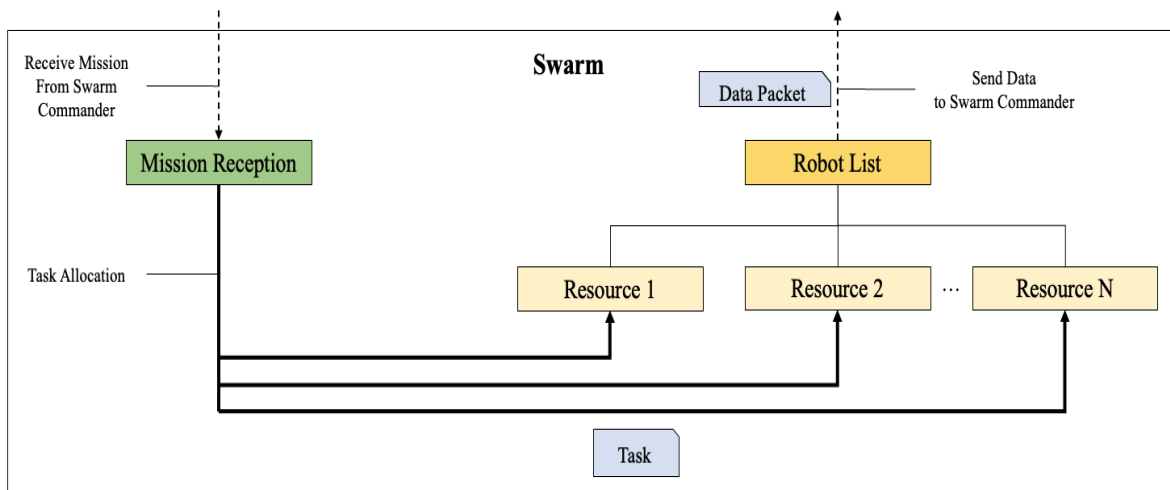 Receive Mission
From Swarm
Commander
Swarm
Data Packet
Send Data
to Swarm Commander
Mission Reception
Robot List
Task Allocation
Resource 1
Resource 2
...
Resource N
Task